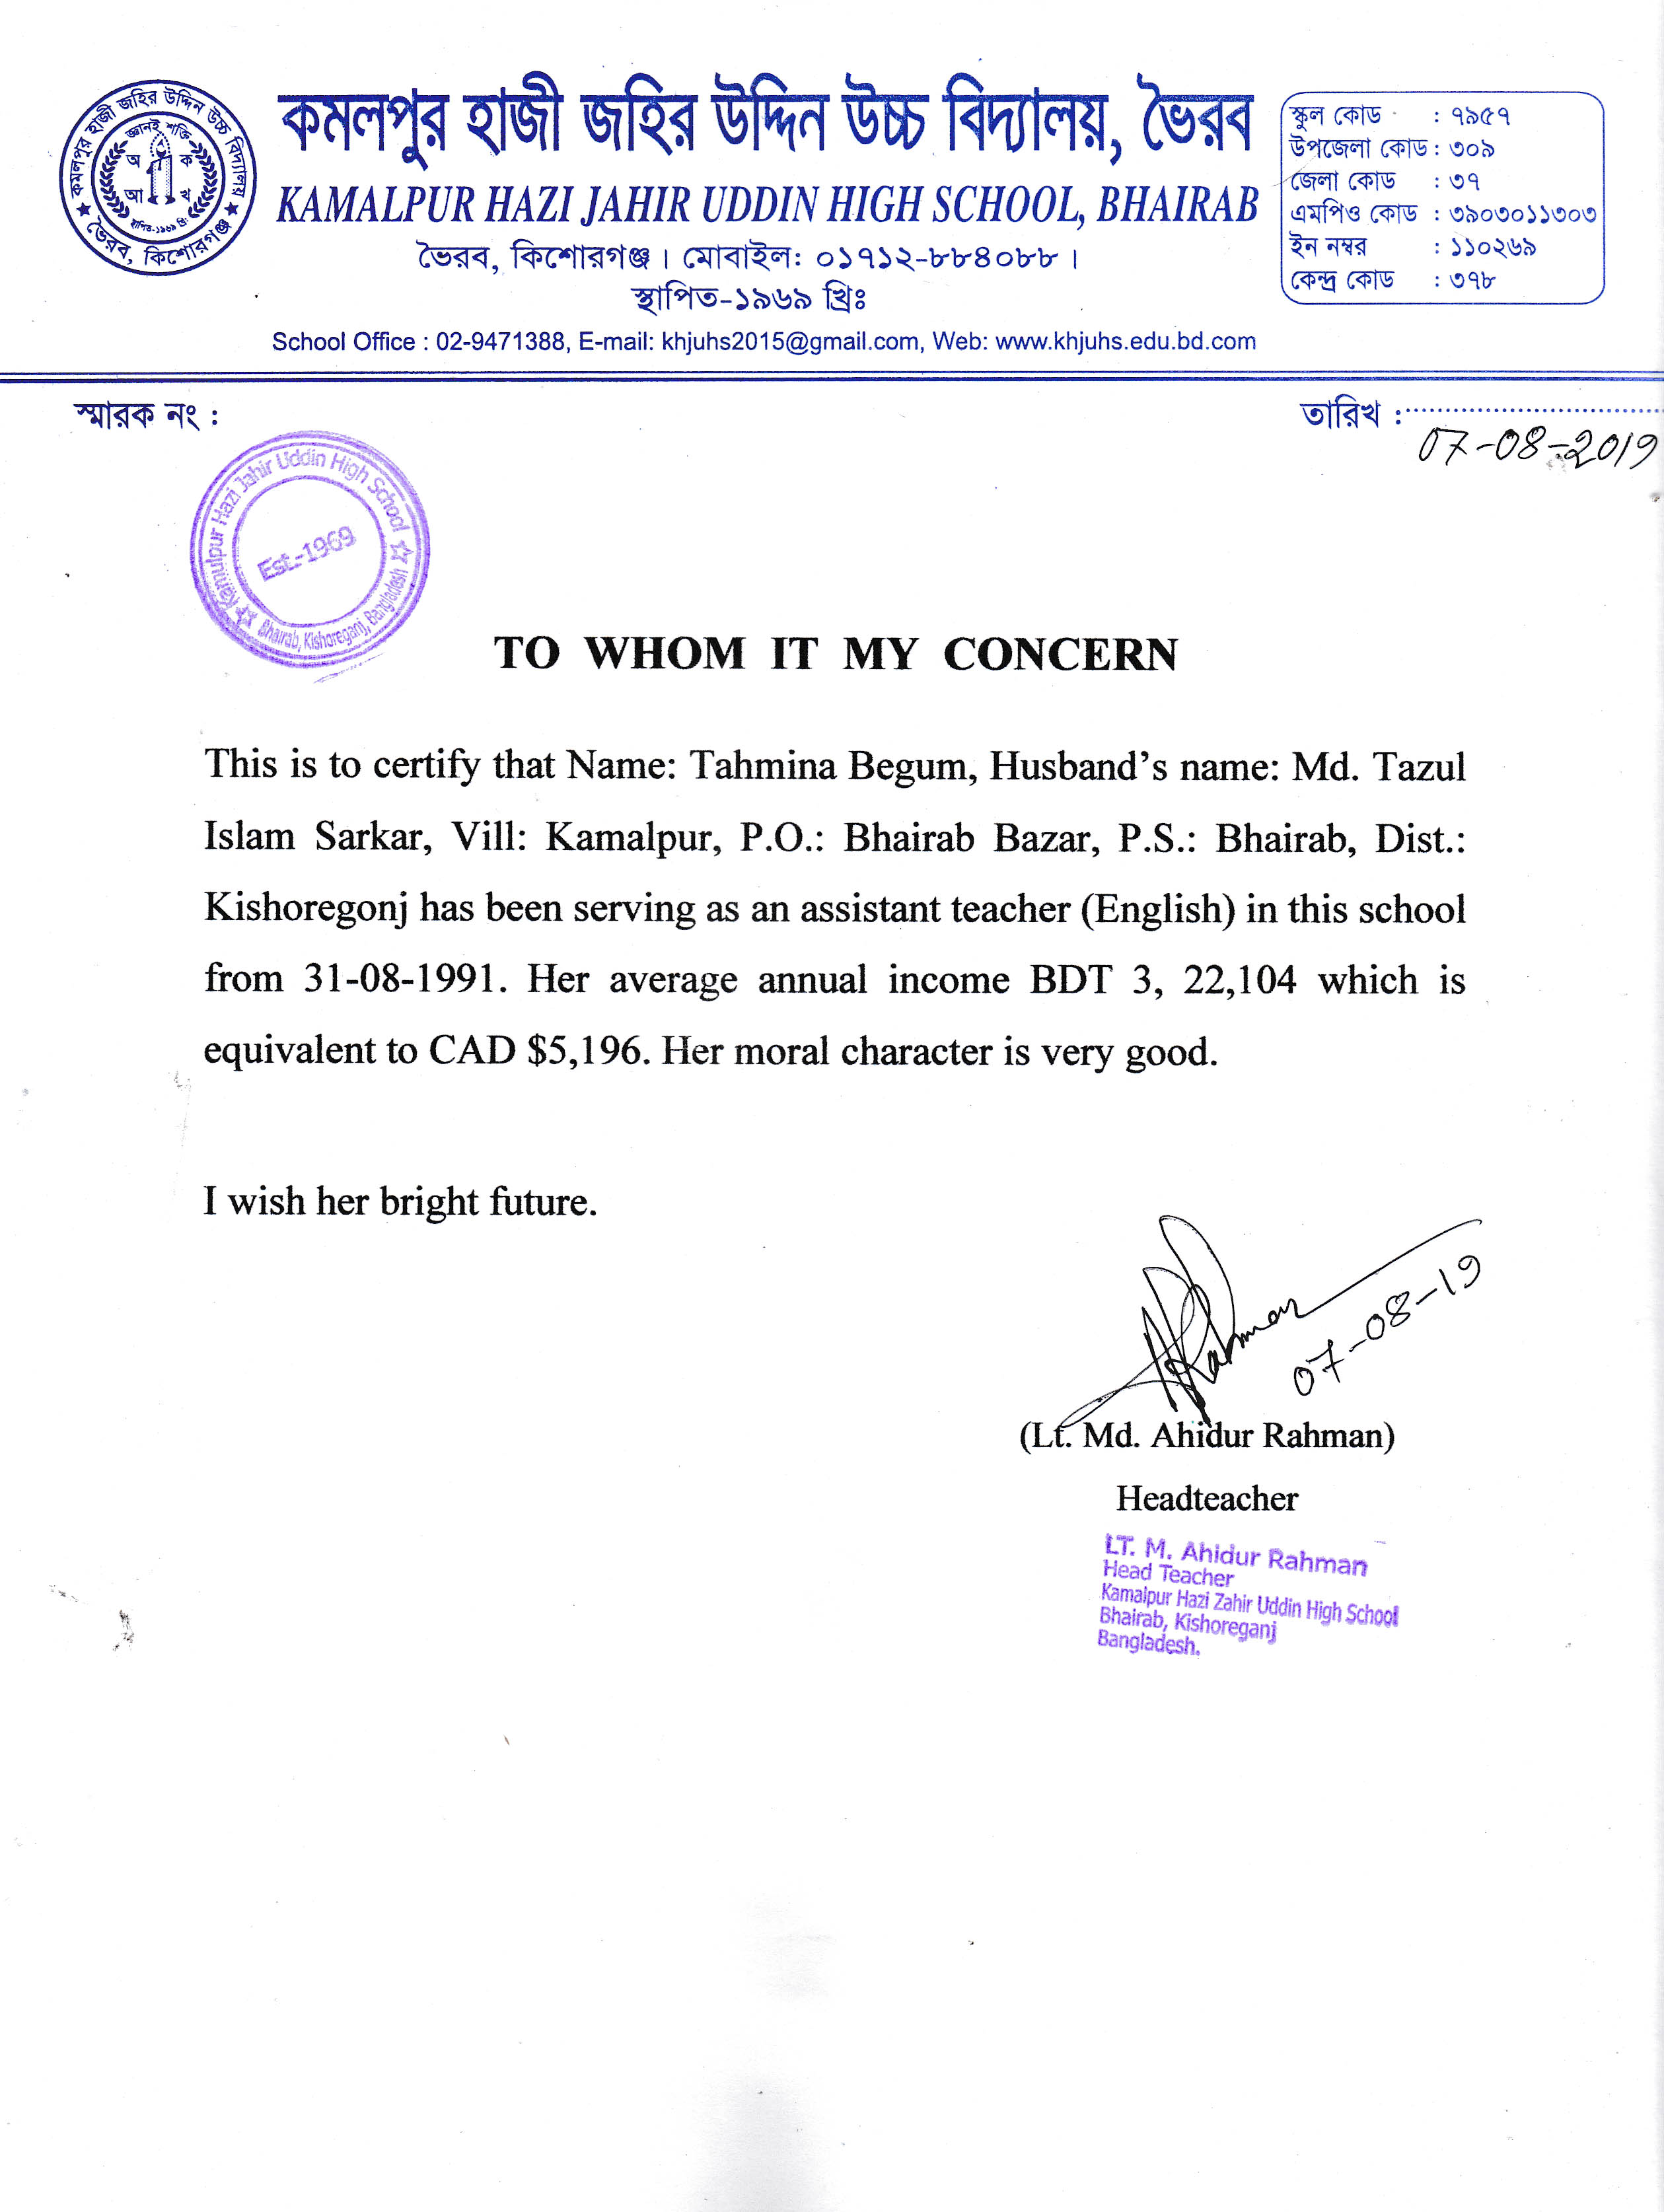 কমলপুর হাজী জহির উদ্দিন উচ্চ বিদ্যালয়
জ্ঞানই শক্তি
অ ক
আ খ
স্থাপিত-১৯৬৯ খ্রিঃ
★ ভৈরব, কিশোরগঞ্জ ★
কমলপুর হাজী জহির উদ্দিন উচ্চ বিদ্যালয়, ভৈরব
KAMALPUR HAZI JAHIR UDDIN HIGH SCHOOL, BHAIRAB
ভৈরব, কিশোরগঞ্জ। মোবাইল: ০১৭১২-৮৮৪০৮৮।
স্থাপিত-১৯৬৯ খ্রিঃ
School Office : 02-9471388, E-mail: khjuhs2015@gmail.com, Web: www.khjuhs.edu.bd.com
স্কুল কোড : ৭৯৫৭
উপজেলা কোড : ৩০৯
জেলা কোড : ৩৭
এমপিও কোড : ৩৯০৩০১১৩০৩
ইন নম্বর : ১১০২৬৯
কেন্দ্র কোড : ৩৭৮
স্মারক নং :
তারিখ :
07-08-2019
Kamulpur Hazi Jahir Uddin High School
Est.-1969
Bhairab, Kishoreganj, Bangladesh
TO WHOM IT MY CONCERN
This is to certify that Name: Tahmina Begum, Husband’s name: Md. Tazul
Islam Sarkar, Vill: Kamalpur, P.O.: Bhairab Bazar, P.S.: Bhairab, Dist.:
Kishoregonj has been serving as an assistant teacher (English) in this school
from 31-08-1991. Her average annual income BDT 3, 22,104 which is
equivalent to CAD $5,196. Her moral character is very good.
I wish her bright future.
Rahman
07-08-19
(Lt. Md. Ahidur Rahman)
Headteacher
LT. M. Ahidur Rahman
Head Teacher
Kamalpur Hazi Zahir Uddin High School
Bhairab, Kishoreganj
Bangladesh.